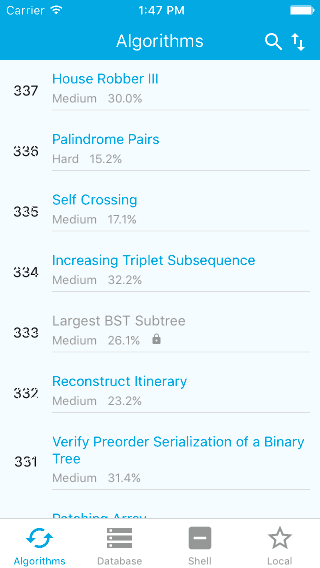 Carrier 1:47 PM
Algorithms
337 House Robber III
Medium 30.0%
336 Palindrome Pairs
Hard 15.2%
335 Self Crossing
Medium 17.1%
334 Increasing Triplet Subsequence
Medium 32.2%
333 Largest BST Subtree
Medium 26.1%
332 Reconstruct Itinerary
Medium 23.2%
331 Verify Preorder Serialization of a Binary
Tree
Medium 31.4%
Patching Array
Algorithms Database Shell Local